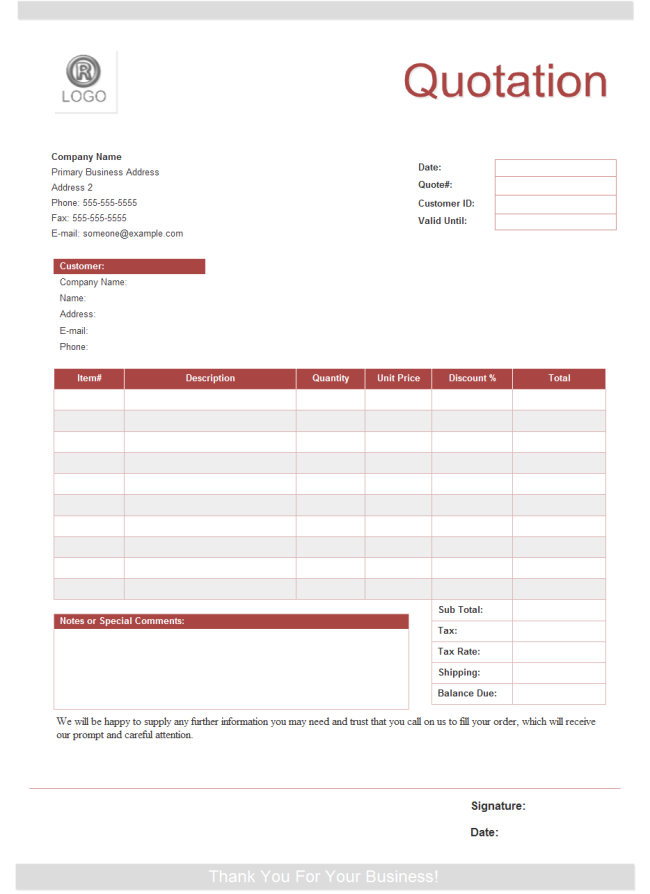 R
LOGO
Quotation
Company Name
Primary Business Address
Address 2
Phone: 555-555-5555
Fax: 555-555-5555
E-mail: someone@example.com
Date:
Quote#:
Customer ID:
Valid Until:
Customer:
Company Name:
Name:
Address:
E-mail:
Phone:
Item# Description Quantity Unit Price Discount % Total
Sub Total:
Tax:
Tax Rate:
Shipping:
Balance Due:
Notes or Special Comments:
We will be happy to supply any further information you may need and trust that you call on us to fill your order, which will receive
our prompt and careful attention.
Signature:
Date:
Thank You For Your Business!